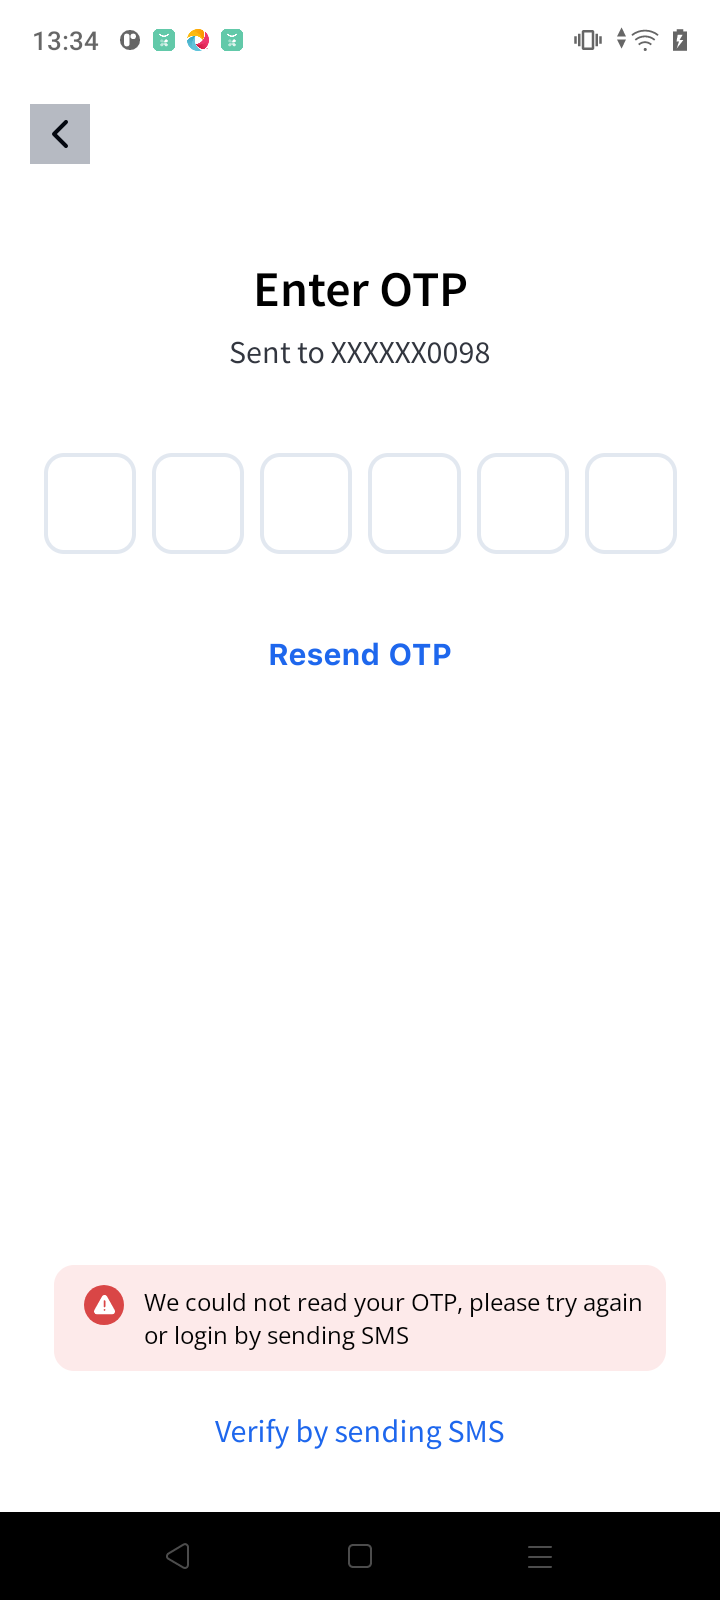 13:34
Enter OTP
Sent to XXXXXX0098
Resend OTP
We could not read your OTP, please try again
or login by sending SMS
Verify by sending SMS